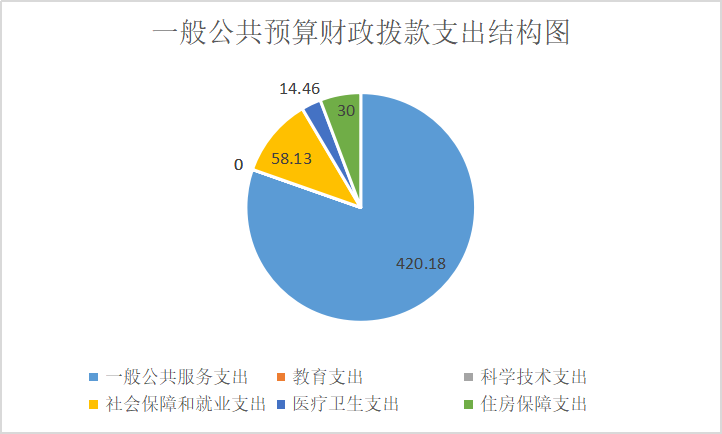 一般公共预算财政拨款支出结构图
14.46
30
0
58.13
420.18
一般公共服务支出
教育支出
科学技术支出
社会保障和就业支出
医疗卫生支出
住房保障支出